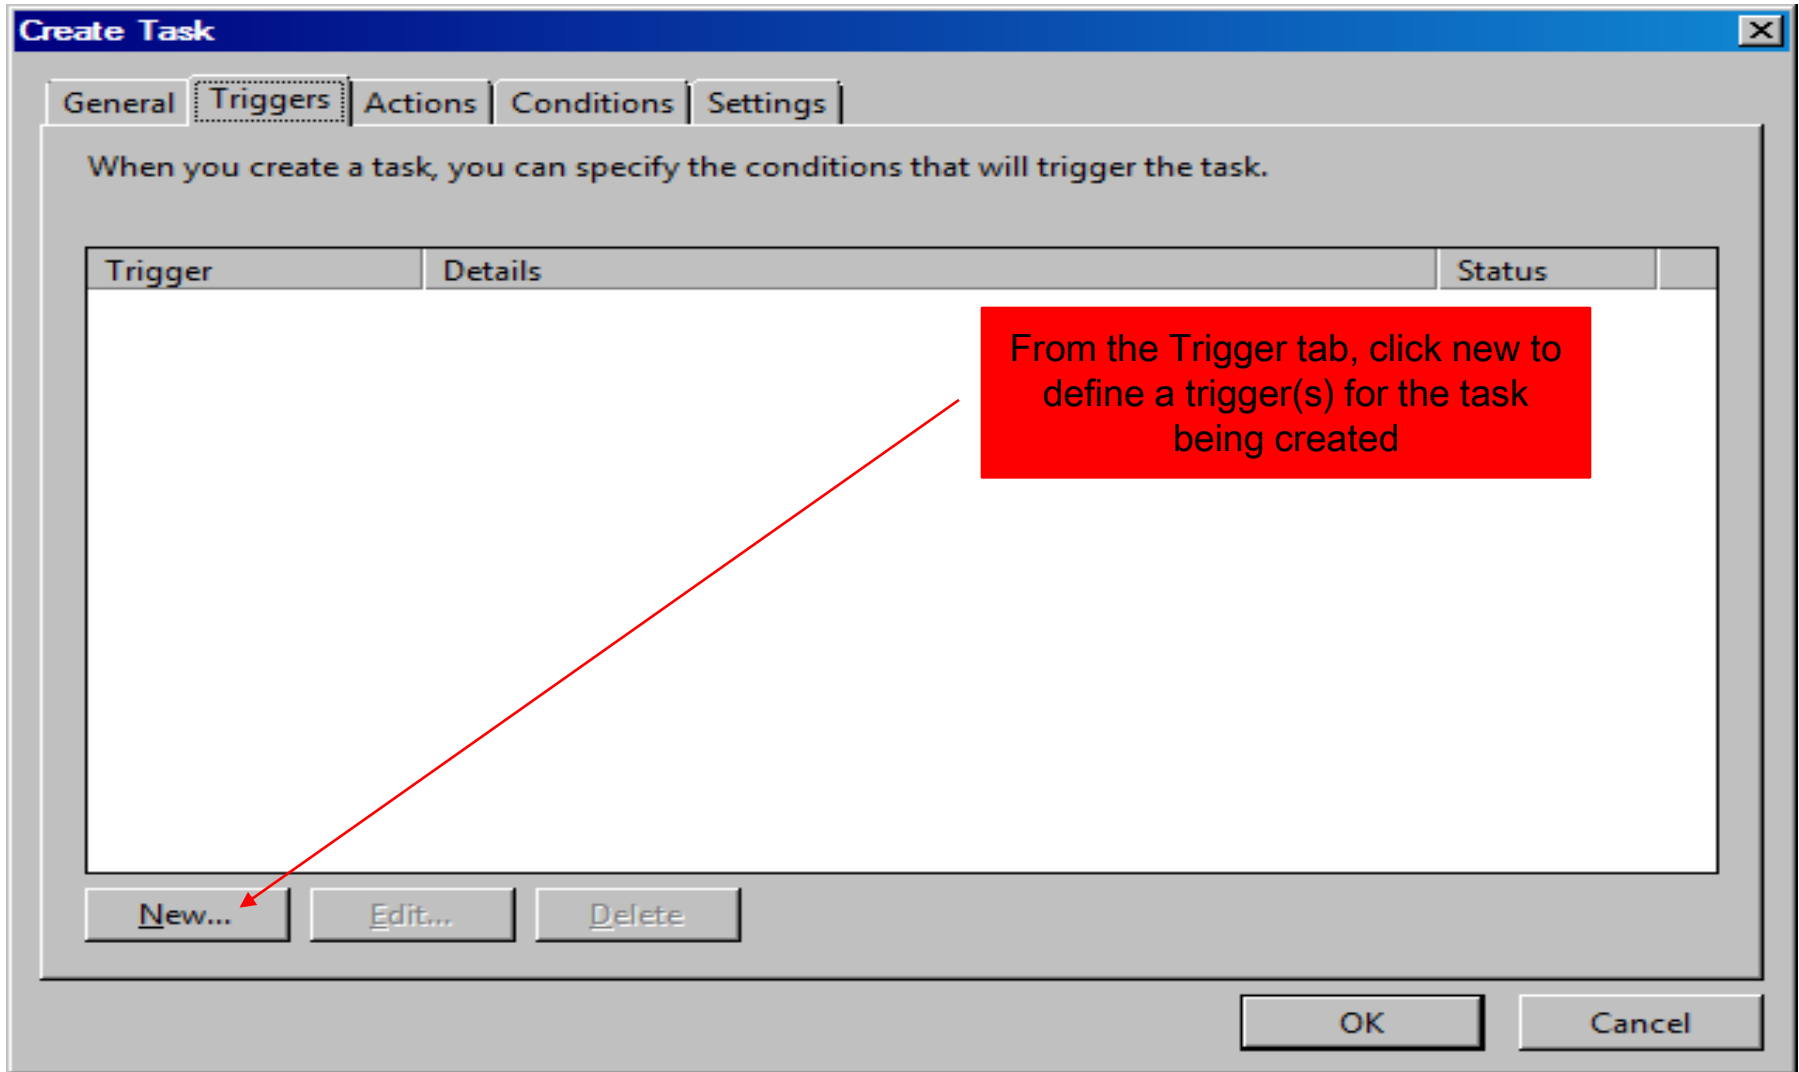 Create Task
General Triggers Actions Conditions Settings
When you create a task, you can specify the conditions that will trigger the task.
Trigger Details Status
From the Trigger tab, click new to
define a trigger(s) for the task
being created
New... Edit... Delete
OK Cancel